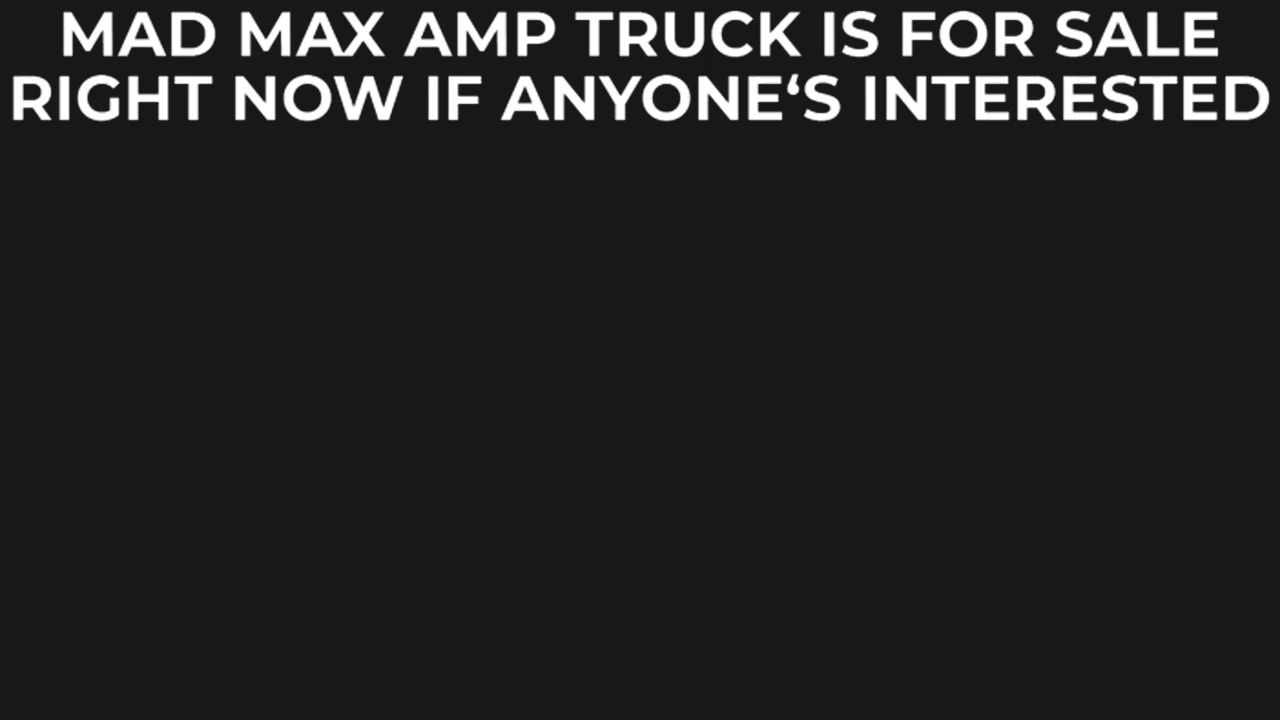 MAD MAX AMP TRUCK IS FOR SALE
RIGHT NOW IF ANYONE‘S INTERESTED